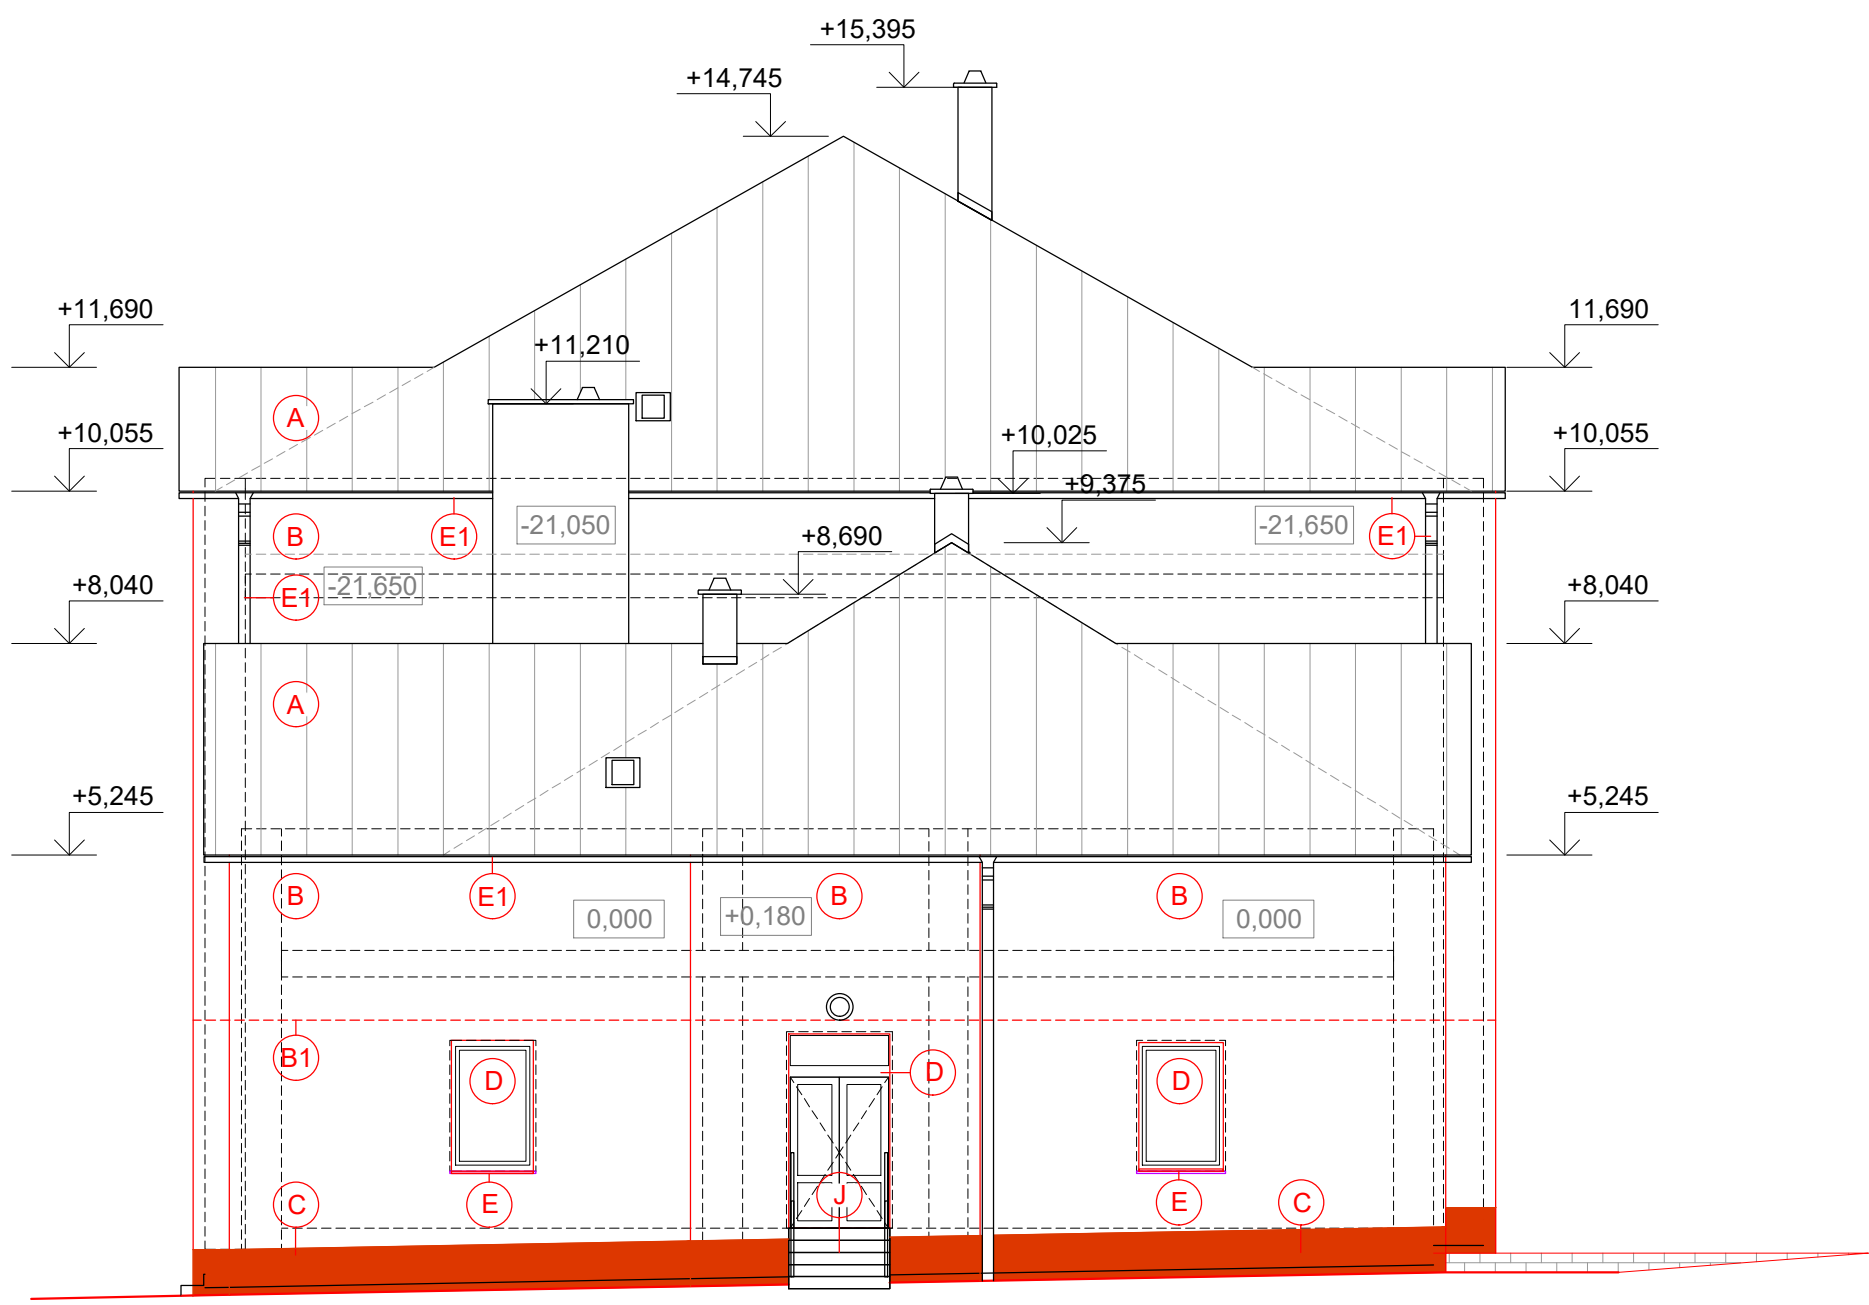 +15,395
+14,745
+11,690
11,690
+11,210
A
+10,055
+10,025
+10,055
+9,375
B
E1
-21,050
-21,650
E1
+8,690
+8,040
E1
-21,650
+8,040
A
+5,245
+5,245
B
E1
B
B
0,000
+0,180
0,000
B1
D
D
D
C
E
J
E
C